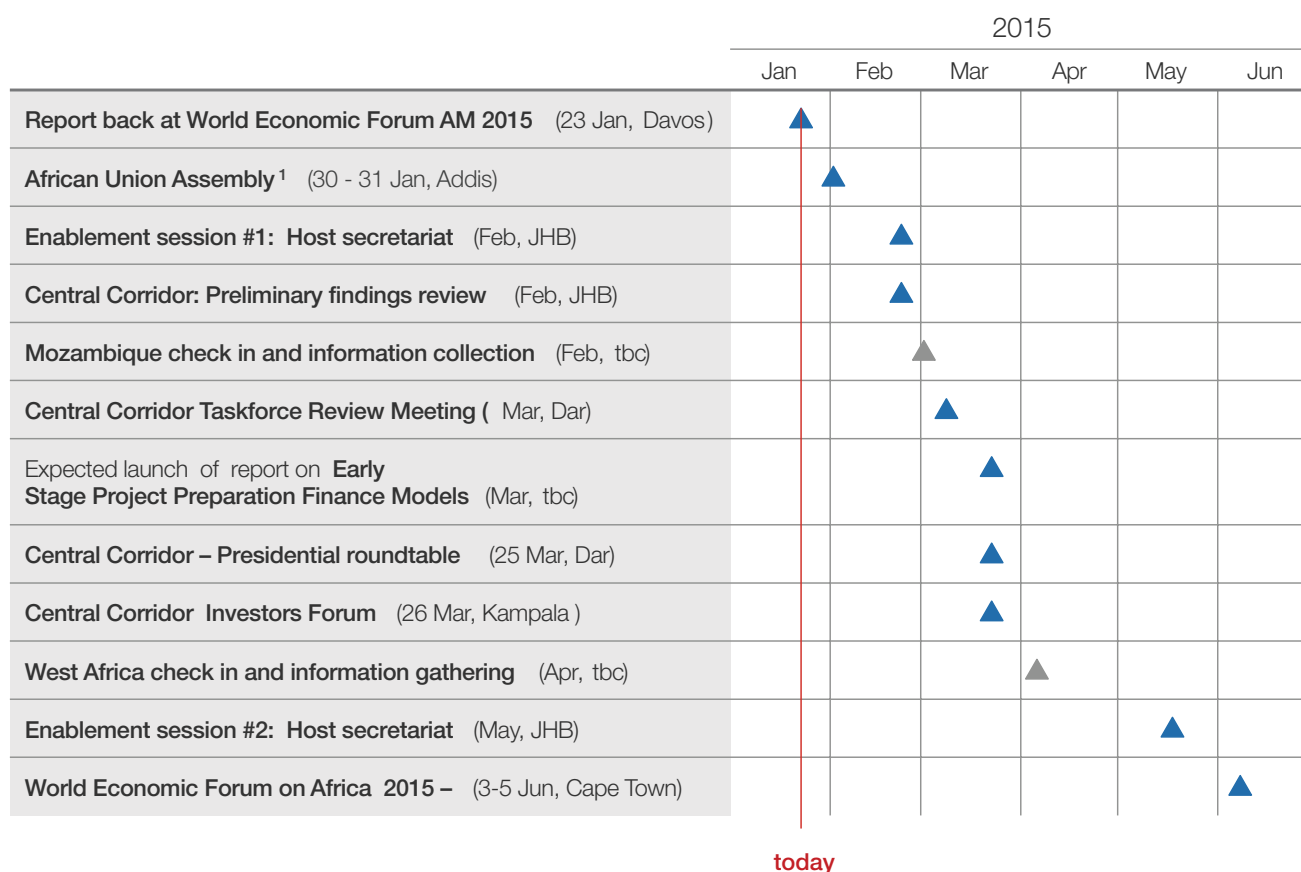 2015
Jan Feb Mar Apr May Jun
Report back at World Economic Forum AM 2015 (23 Jan, Davos)
African Union Assembly ¹ (30 - 31 Jan, Addis)
Enablement session #1: Host secretariat (Feb, JHB)
Central Corridor: Preliminary findings review (Feb, JHB)
Mozambique check in and information collection (Feb, tbc)
Central Corridor Taskforce Review Meeting ( Mar, Dar)
Expected launch of report on Early
Stage Project Preparation Finance Models (Mar, tbc)
Central Corridor – Presidential roundtable (25 Mar, Dar)
Central Corridor Investors Forum (26 Mar, Kampala )
West Africa check in and information gathering (Apr, tbc)
Enablement session #2: Host secretariat (May, JHB)
World Economic Forum on Africa 2015 – (3-5 Jun, Cape Town)
today